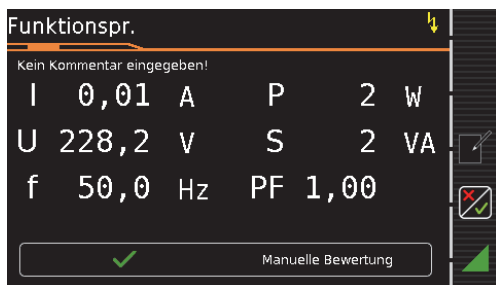 Funktionspr.
Kein Kommentar eingegeben!
I 0,01 A P 2 W
U 228,2 V S 2 VA
f 50,0 Hz PF 1,00
Manuelle Bewertung